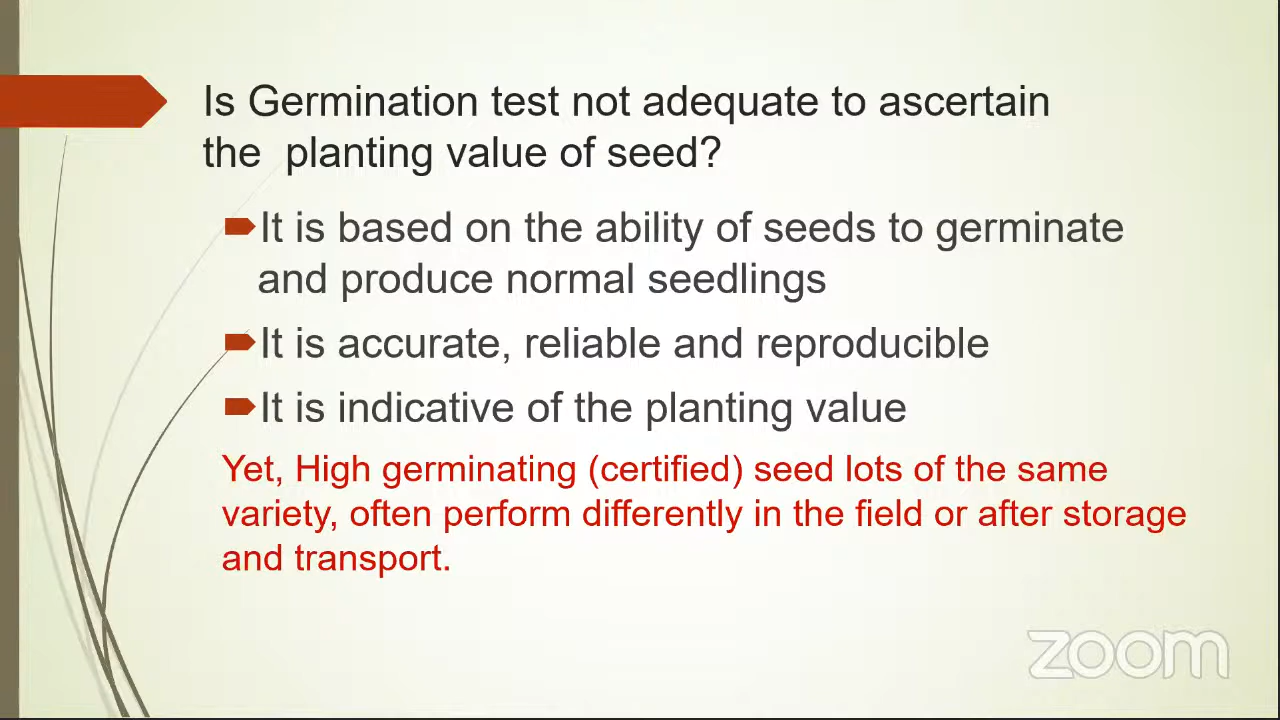 Is Germination test not adequate to ascertain
the planting value of seed?
It is based on the ability of seeds to germinate
and produce normal seedlings
It is accurate, reliable and reproducible
It is indicative of the planting value
Yet, High germinating (certified) seed lots of the same
variety, often perform differently in the field or after storage
and transport.
zoom